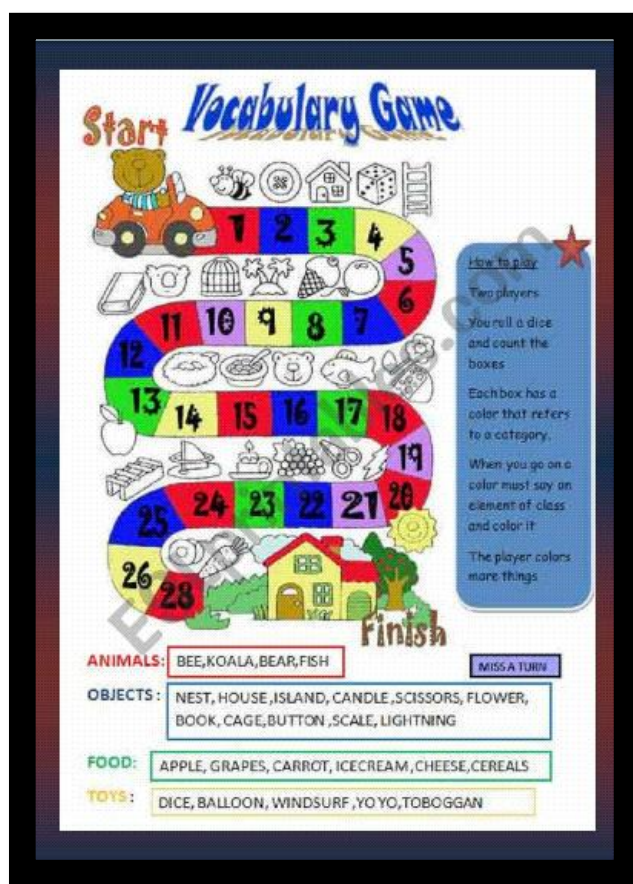 Vocabulary Game
Start
1 2 3 4
5
6
11 10 9 8 7
12
13 14 15 16 17 18
19
24 23 22 21 20
25
26
28
Finish
How to play
Two players
You roll a dice
and count the
boxes
Each box has a
color that refers
to a category.
When you go on a
color must say an
element of class
and color it
The player colors
more things
ANIMALS: BEE,KOALA,BEAR,FISH
MISS A TURN
OBJECTS : NEST, HOUSE ,ISLAND, CANDLE ,SCISSORS, FLOWER,
BOOK, CAGE,BUTTON ,SCALE, LIGHTNING
FOOD: APPLE, GRAPES, CARROT, ICECREAM ,CHEESE,CEREALS
TOYS : DICE, BALLOON, WINDSURF ,YO YO,TOBOGGAN